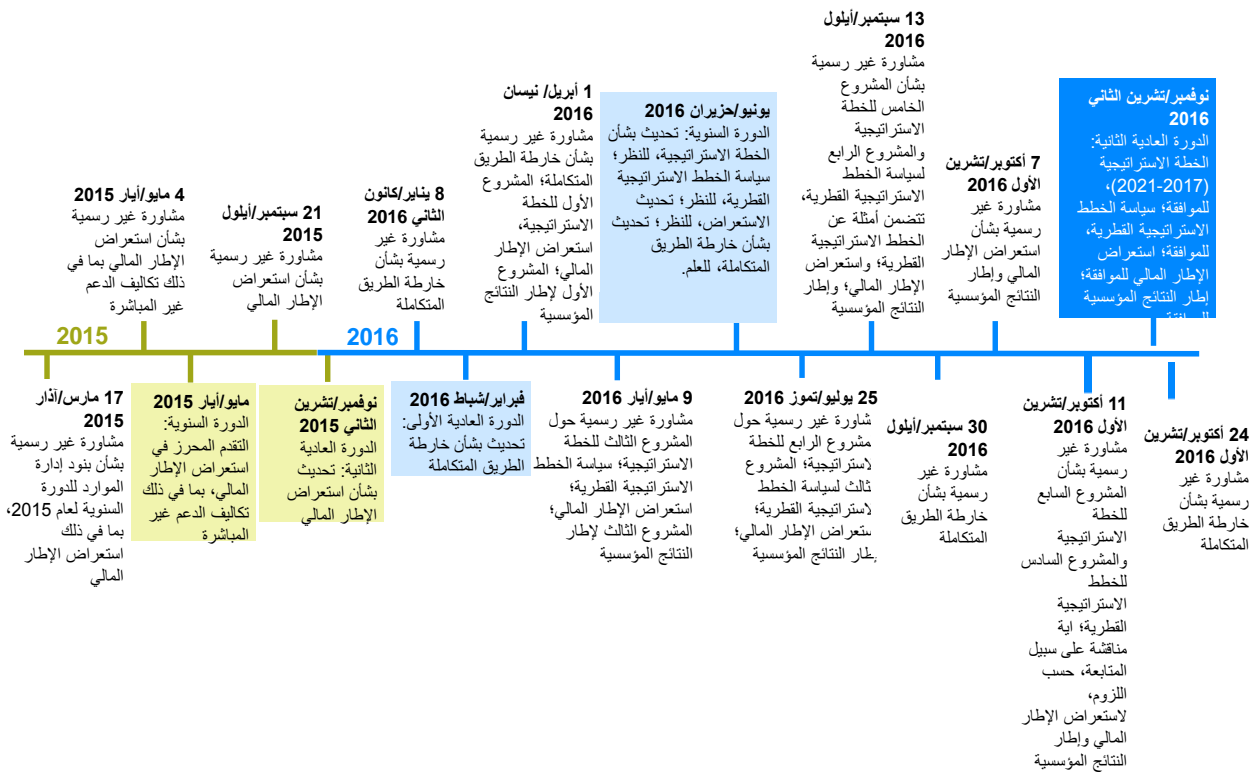 13 سبتمبر/أيلول
2016
مشاورة غير رسمية
بشأن المشروع
الخامس للخطة
الاستراتيجية
والمشروع الرابع
لسياسة الخطط
الاستراتيجية القطرية،
تتضمن أمثلة عن
الخطط الاستراتيجية
القطرية؛ واستعراض
الإطار المالي؛ وإطار
النتائج المؤسسية
نوفمبر/تشرين الثاني
2016
الدورة العادية الثانية:
الخطة الاستراتيجية
(2017-2021)،
للموافقة؛ سياسة الخطط
الاستراتيجية القطرية،
للموافقة؛ استعراض
الإطار المالي للموافقة؛
إطار النتائج المؤسسية
7 أكتوبر/تشرين
الأول 2016
مشاورة غير
رسمية بشأن
استعراض الإطار
المالي وإطار
النتائج المؤسسية
يونيو/حزيران 2016
الدورة السنوية: تحديث بشأن
الخطة الاستراتيجية، للنظر؛
سياسة الخطط الاستراتيجية
القطرية، للنظر؛ تحديث
الاستعراض، للنظر؛ تحديث
بشأن خارطة الطريق
المتكاملة، للعلم.
1 أبريل/ نيسان
2016
مشاورة غير رسمية
بشأن خارطة الطريق
المتكاملة؛ المشروع
الأول للخطة
الاستراتيجية،
استعراض الإطار
المالي؛ المشروع
الأول لإطار النتائج
المؤسسية
8 يناير/كانون
الثاني 2016
مشاورة غير
رسمية بشأن
خارطة الطريق
المتكاملة
21 سبتمبر/أيلول
2015
مشاورة غير رسمية
بشأن استعراض
الإطار المالي
4 مايو/أيار 2015
مشاورة غير رسمية
بشأن استعراض
الإطار المالي بما في
ذلك تكاليف الدعم
غير المباشرة
2015
2016
17 مارس/آذار
2015
مشاورة غير رسمية
بشأن بنود إدارة
الموارد للدورة
السنوية لعام 2015،
بما في ذلك
استعراض الإطار
المالي
مايو/أيار 2015
الدورة السنوية:
التقدم المحرز في
استعراض الإطار
المالي، بما في ذلك
تكاليف الدعم غير
المباشرة
نوفمبر/تشرين
الثاني 2015
الدورة العادية
الثانية: تحديث
بشأن استعراض
الإطار المالي
فبراير/شباط 2016
الدورة العادية الأولى:
تحديث بشأن خارطة
الطريق المتكاملة
9 مايو/أيار 2016
مشاورة غير رسمية حول
المشروع الثالث للخطة
الاستراتيجية؛ سياسة الخطط
الاستراتيجية القطرية؛
استعراض الإطار المالي؛
المشروع الثالث لإطار
النتائج المؤسسية
25 يوليو/تموز 2016
شاورة غير رسمية حول
مشروع الرابع للخطة
لاستراتيجية؛ المشروع
ثالث لسياسة الخطط
لاستراتيجية القطرية؛
ستعراض الإطار المالي؛
طار النتائج المؤسسية
30 سبتمبر/أيلول
2016
مشاورة غير
رسمية بشأن
خارطة الطريق
المتكاملة
11 أكتوبر/تشرين
الأول 2016
مشاورة غير
رسمية بشأن
المشروع السابع
للخطة
الاستراتيجية
والمشروع السادس
للخطط
الاستراتيجية
القطرية؛ اية
مناقشة على سبيل
المتابعة، حسب
اللزوم،
لاستعراض الإطار
المالي وإطار
النتائج المؤسسية
24 أكتوبر/تشرين
الأول 2016
مشاورة غير
رسمية بشأن
خارطة الطريق
المتكاملة